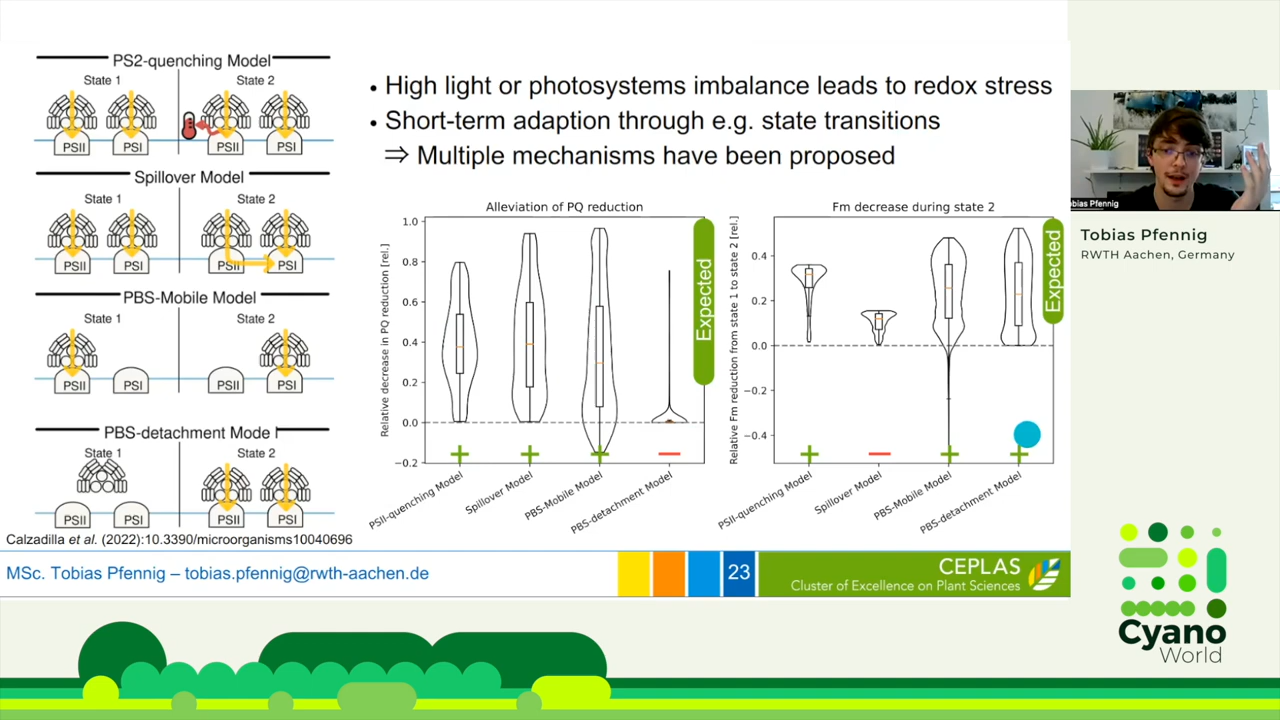 PS2-quenching Model
State 1
State 2
PSII
PSI
PSII
PSI
Spillover Model
State 1
State 2
PSII
PSI
PSII
PSI
PBS-Mobile Model
State 1
State 2
PSII
PSI
PSII
PSI
PBS-detachment Mode l
State 1
State 2
PSII
PSI
PSII
PSI
Calzadilla et al. (2022):10.3390/microorganisms10040696
• High light or photosystems imbalance leads to redox stress
• Short-term adaption through e.g. state transitions
⇒ Multiple mechanisms have been proposed
Alleviation of PQ reduction
Relative decrease in PQ reduction [rel.]
1.0
0.8
0.6
0.4
0.2
0.0
−0.2
Expected
+ + + −
PSII-quenching Model
Spillover Model
PBS-Mobile Model
PBS-detachment Model
Fm decrease during state 2
Relative Fm reduction from state 1 to state 2 [rel.]
0.4
0.2
0.0
−0.2
−0.4
Expected
+ − + +
PSII-quenching Model
Spillover Model
PBS-Mobile Model
PBS-detachment Model
MSc. Tobias Pfennig – tobias.pfennig@rwth-aachen.de
23
CEPLAS
Cluster of Excellence on Plant Sciences
obias Pfennig
Tobias Pfennig
RWTH Aachen, Germany
Cyano
World